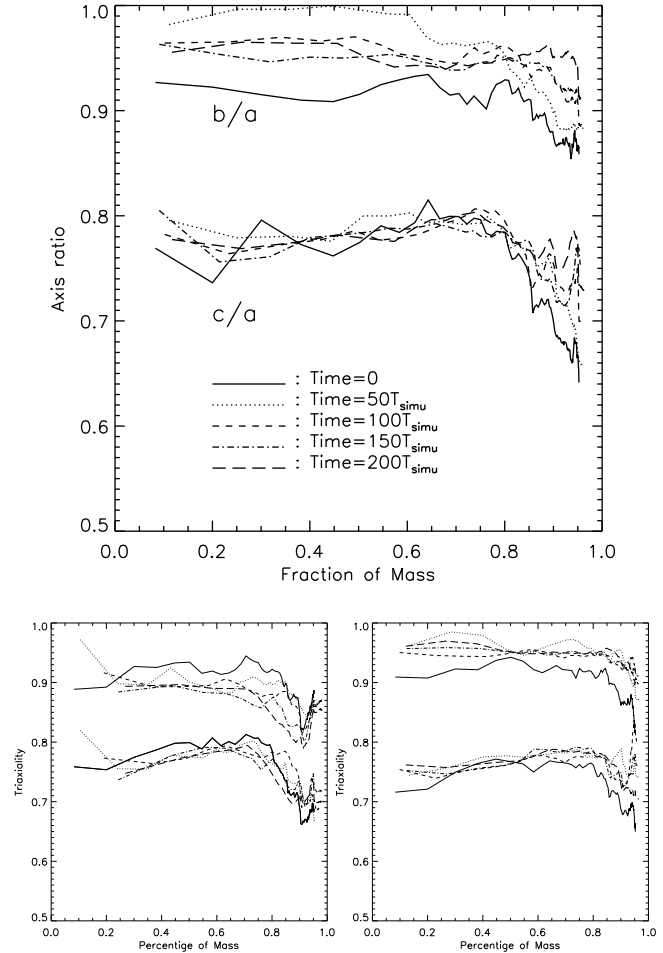 1.0
0.9
0.8
0.7
0.6
0.5
Axis ratio
b/a
c/a
: Time=0
: Time=50Tsimu
: Time=100Tsimu
: Time=150Tsimu
: Time=200Tsimu
0.0 0.2 0.4 0.6 0.8 1.0
Fraction of Mass
1.0
0.9
0.8
0.7
0.6
0.5
Triaxiality
0.0 0.2 0.4 0.6 0.8 1.0
Percentige of Mass
1.0
0.9
0.8
0.7
0.6
0.5
Triaxiality
0.0 0.2 0.4 0.6 0.8 1.0
Percentige of Mass